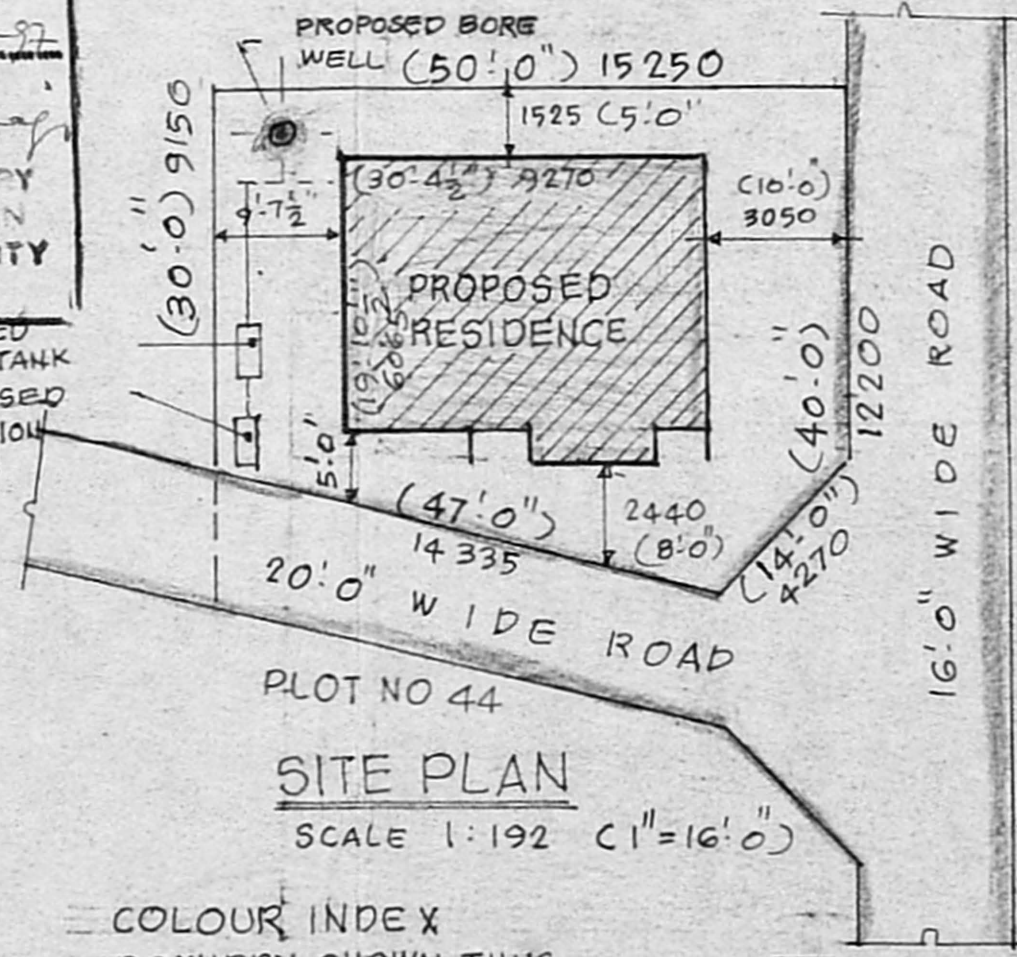 PROPOSED BORE
WELL (50'-0") 15250
1525 (5'-0"
(30'-0") 9150
(30'-4½") 9270
9'-7½"
(10'-0)
3050
PROPOSED
RESIDENCE
6065
TANK
5'-0'
(47'-0")
14335
2440
(8'-0")
(40'-0")
12200
(14'-0")
4270
20'-0" WIDE ROAD
16'-0" WIDE ROAD
PLOT NO 44
SITE PLAN
SCALE 1:192 (1"=16'-0")
COLOUR INDEX